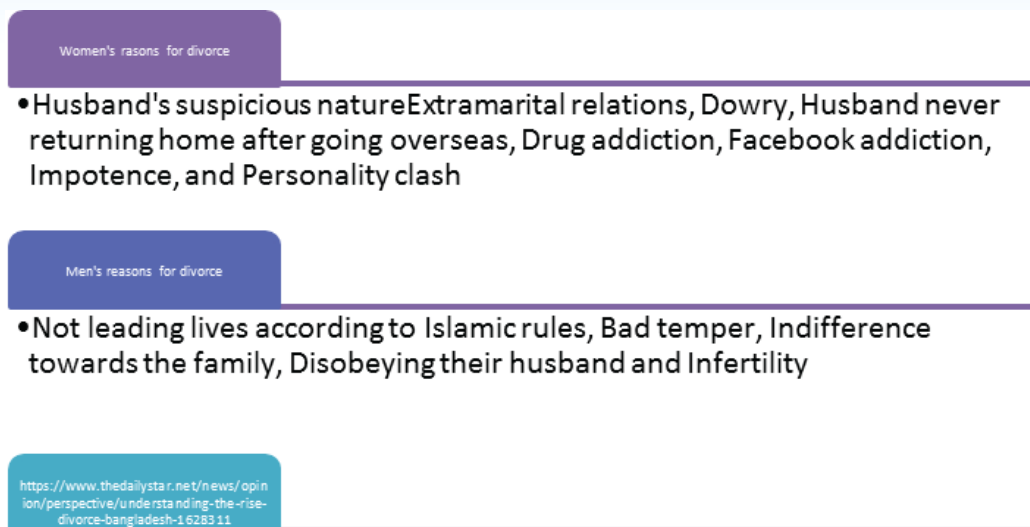 Women's rasons for divorce
•Husband's suspicious natureExtramarital relations, Dowry, Husband never
returning home after going overseas, Drug addiction, Facebook addiction,
Impotence, and Personality clash
Men's reasons for divorce
•Not leading lives according to Islamic rules, Bad temper, Indifference
towards the family, Disobeying their husband and Infertility
https://www.thedailystar.net/news/opin
ion/perspective/understanding-the-rise-
divorce-bangladesh-1628311